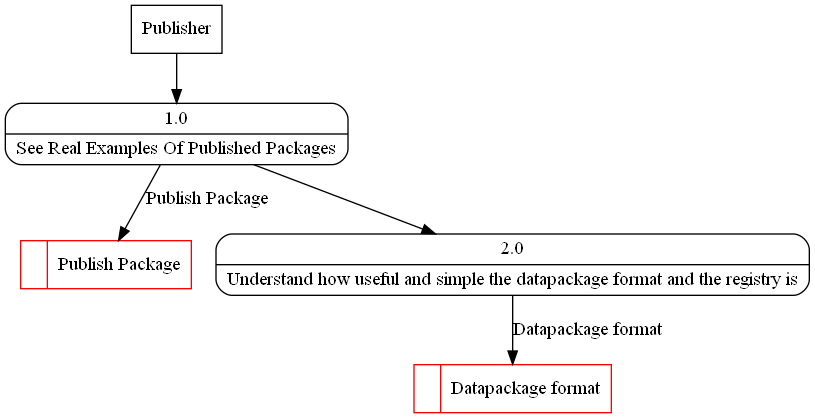 Publisher
1.0
See Real Examples Of Published Packages
Publish Package
Publish Package
2.0
Understand how useful and simple the datapackage format and the registry is
Datapackage format
Datapackage format